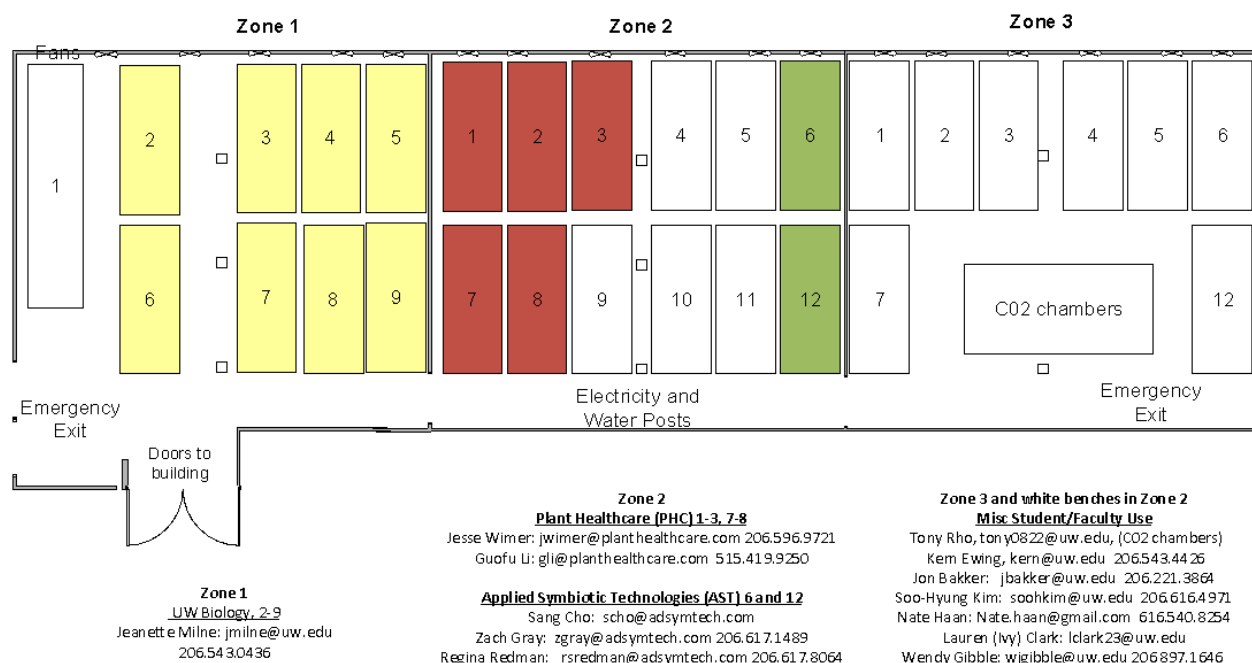 Zone 1
Zone 2
Zone 3
Fans
1
2
3
4
5
6
7
8
9
1
2
3
4
5
6
7
8
9
10
11
12
1
2
3
4
5
6
7
C02 chambers
12
Emergency
Exit
Doors to
building
Electricity and
Water Posts
Emergency
Exit
Zone 1
UW Biology, 2-9
Jeanette Milne: jmilne@uw.edu
206.543.0436
Zone 2
Plant Healthcare (PHC) 1-3, 7-8
Jesse Wimer: jwimer@planthealthcare.com 206.596.9721
Guofu Li: gli@planthealthcare.com 515.419.9250
Applied Symbiotic Technologies (AST) 6 and 12
Sang Cho: scho@adsymtech.com
Zach Gray: zgray@adsymtech.com 206.617.1489
Regina Redman: rsredman@adsymtech.com 206.617.8064
Zone 3 and white benches in Zone 2
Misc Student/Faculty Use
Tony Rho, tony0822@uw.edu, (C02 chambers)
Kern Ewing, kern@uw.edu 206.543.4426
Jon Bakker: jbakker@uw.edu 206.221.3864
Soo-Hyung Kim: soohkim@uw.edu 206.616.4971
Nate Haan: Nate.haan@gmail.com 616.540.8254
Lauren (Ivy) Clark: lclark23@uw.edu
Wendy Gibble: wgibble@uw.edu 206.897.1646